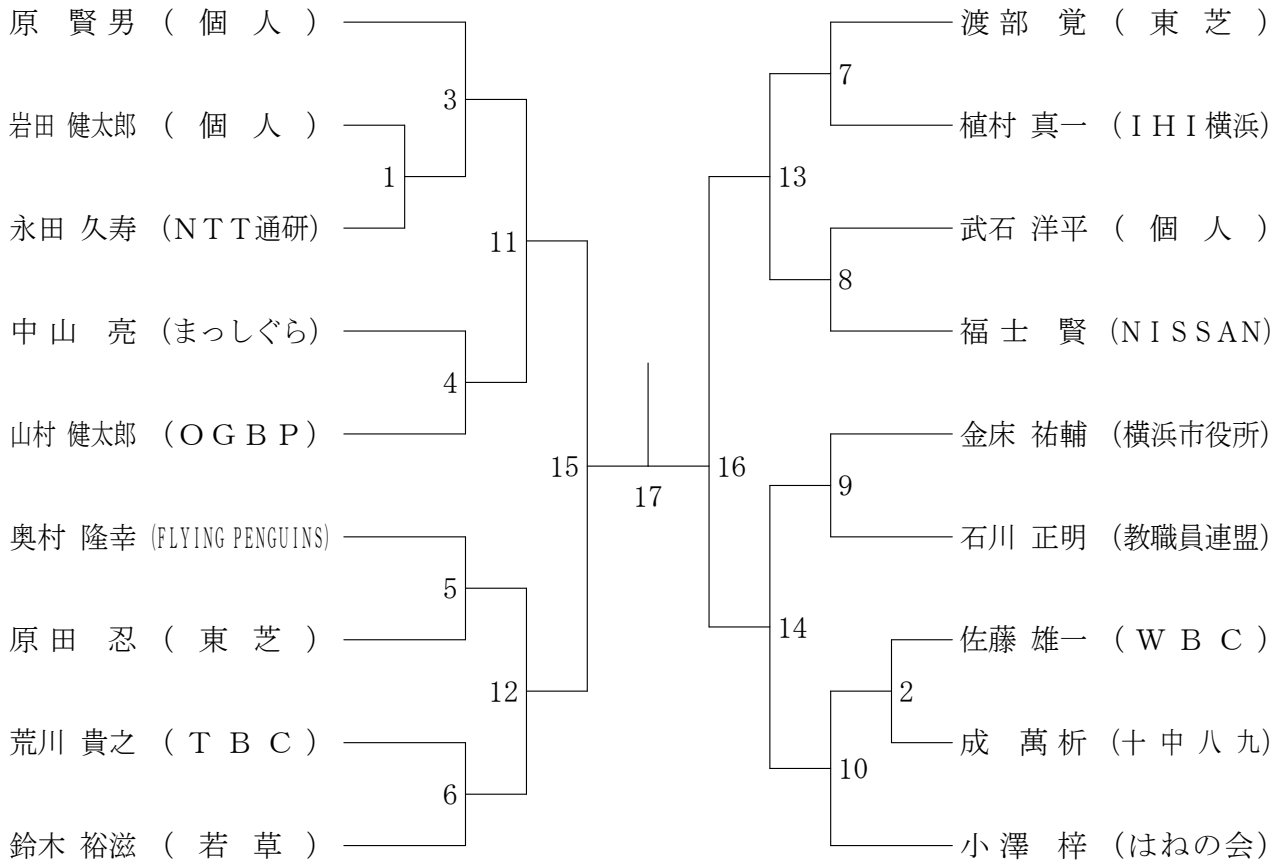 原 賢男 (個人)
岩田 健太郎 (個人)
永田 久寿 (NTT通研)
中山 亮 (まっしぐら)
山村 健太郎 (OGBP)
奥村 隆幸 (FLYING PENGUINS)
原田 忍 (東芝)
荒川 貴之 (TBC)
鈴木 裕滋 (若草)
3
1
11
4
15
5
12
6
17
渡部 覚 (東芝)
植村 真一 (IHI横浜)
武石 洋平 (個人)
福士 賢 (NISSAN)
金床 祐輔 (横浜市役所)
石川 正明 (教職員連盟)
佐藤 雄一 (WBC)
成 萬析 (十中八九)
小澤 梓 (はねの会)
7
13
8
16
9
14
2
10